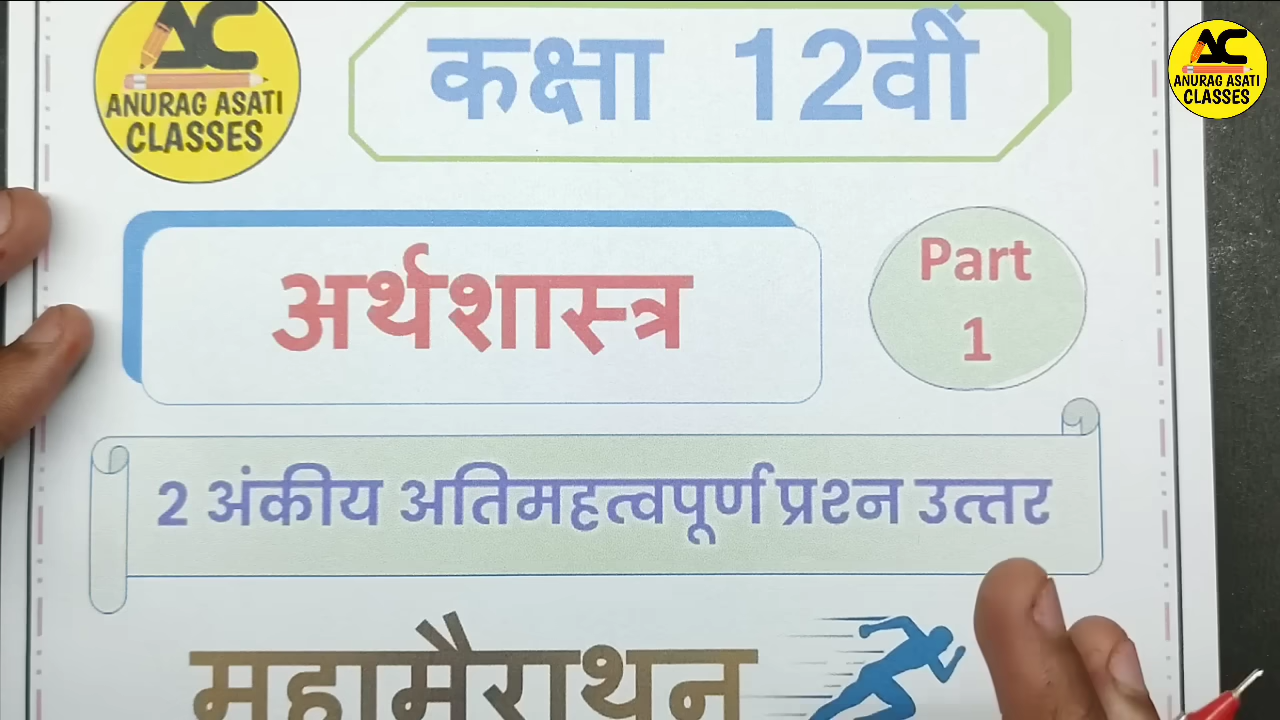 AC
ANURAG ASATI
CLASSES
कक्षा 12वीं
AC
ANURAG ASATI
CLASSES
अर्थशास्त्र
Part
1
2 अंकीय अतिमहत्वपूर्ण प्रश्न उत्तर
महामैराथन